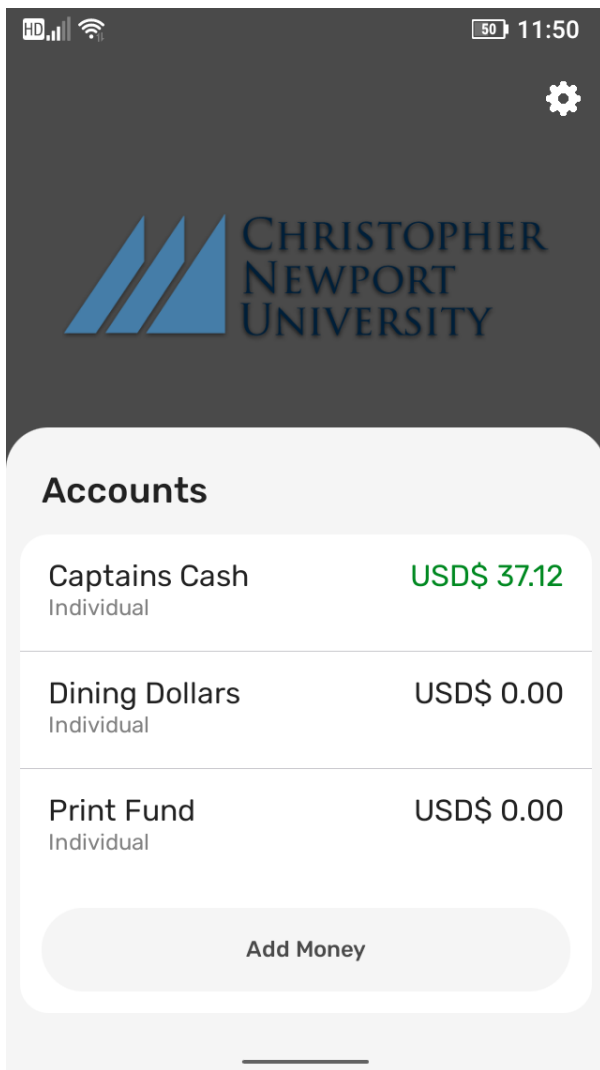 HD 50 11:50
CHRISTOPHER
NEWPORT
UNIVERSITY
Accounts
Captains Cash USD$ 37.12
Individual
Dining Dollars USD$ 0.00
Individual
Print Fund USD$ 0.00
Individual
Add Money